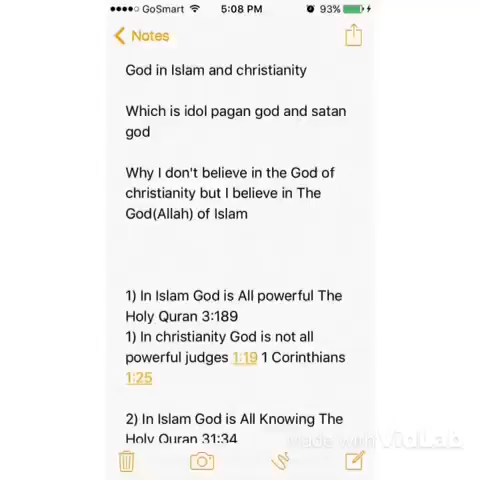 GoSmart 5:08 PM 93%
Notes
God in Islam and christianity
Which is idol pagan god and satan
god
Why I don't believe in the God of
christianity but I believe in The
God(Allah) of Islam
1) In Islam God is All powerful The
Holy Quran 3:189
1) In christianity God is not all
powerful judges 1:19 1 Corinthians
1:25
2) In Islam God is All Knowing The
Holy Quran 31:34
Made with VidLab